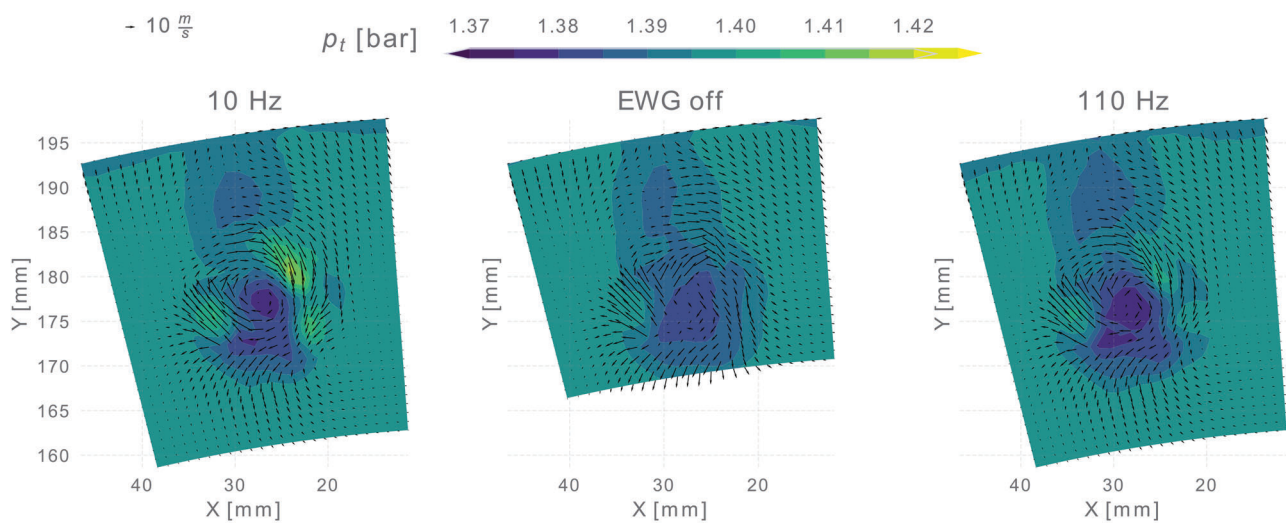 10 m/s
p_t [bar]
1.37 1.38 1.39 1.40 1.41 1.42
10 Hz
EWG off
110 Hz
Y [mm]
195
190
185
180
175
170
165
160
40 30 20
X [mm]
Y [mm]
40 30 20
X [mm]
Y [mm]
40 30 20
X [mm]